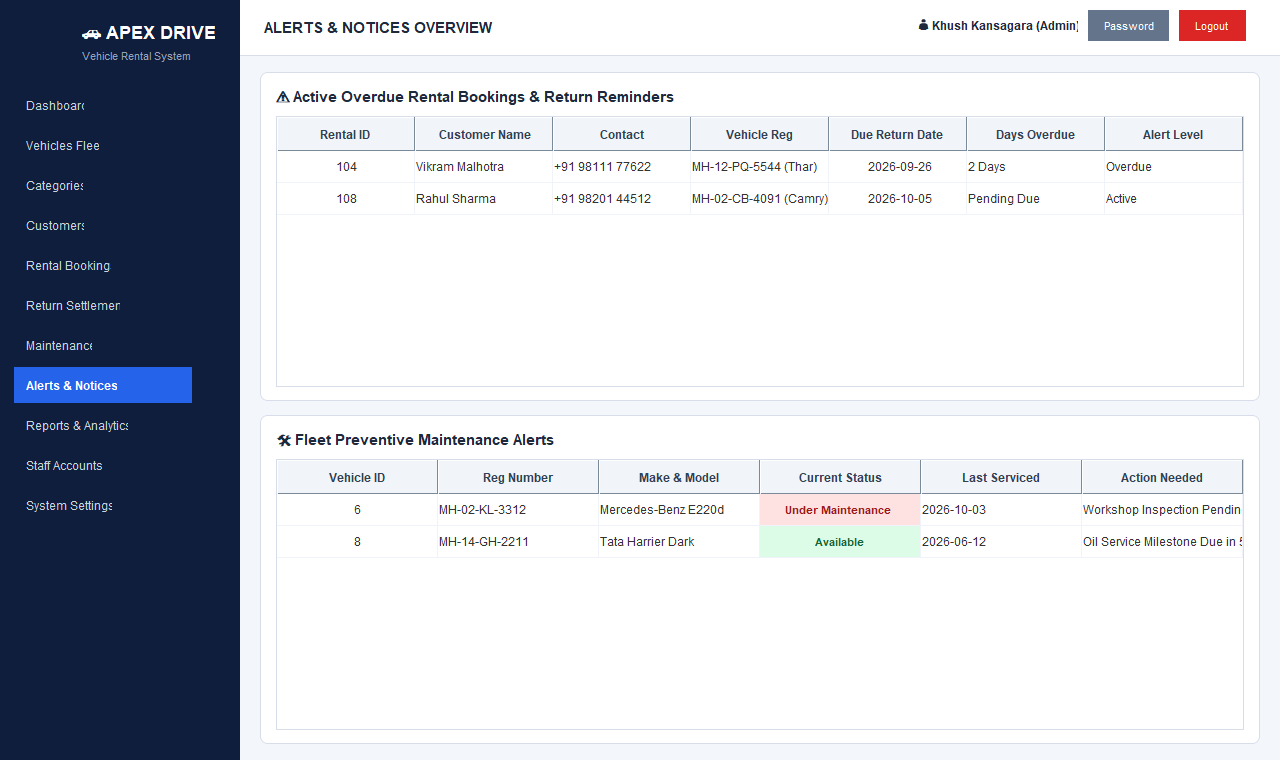 APEX DRIVE
Vehicle Rental System
Dashboard
Vehicles Flee
Categories
Customers
Rental Booking
Return Settlemen
Maintenance
Alerts & Notices
Reports & Analytics
Staff Accounts
System Settings
ALERTS & NOTICES OVERVIEW
Khush Kansagara (Admin)
Password
Logout
⚠ Active Overdue Rental Bookings & Return Reminders
Rental ID Customer Name Contact Vehicle Reg Due Return Date Days Overdue Alert Level
104 Vikram Malhotra +91 98111 77622 MH-12-PQ-5544 (Thar) 2026-09-26 2 Days Overdue
108 Rahul Sharma +91 98201 44512 MH-02-CB-4091 (Camry) 2026-10-05 Pending Due Active
🛠 Fleet Preventive Maintenance Alerts
Vehicle ID Reg Number Make & Model Current Status Last Serviced Action Needed
6 MH-02-KL-3312 Mercedes-Benz E220d Under Maintenance 2026-10-03 Workshop Inspection Pendin
8 MH-14-GH-2211 Tata Harrier Dark Available 2026-06-12 Oil Service Milestone Due in 5